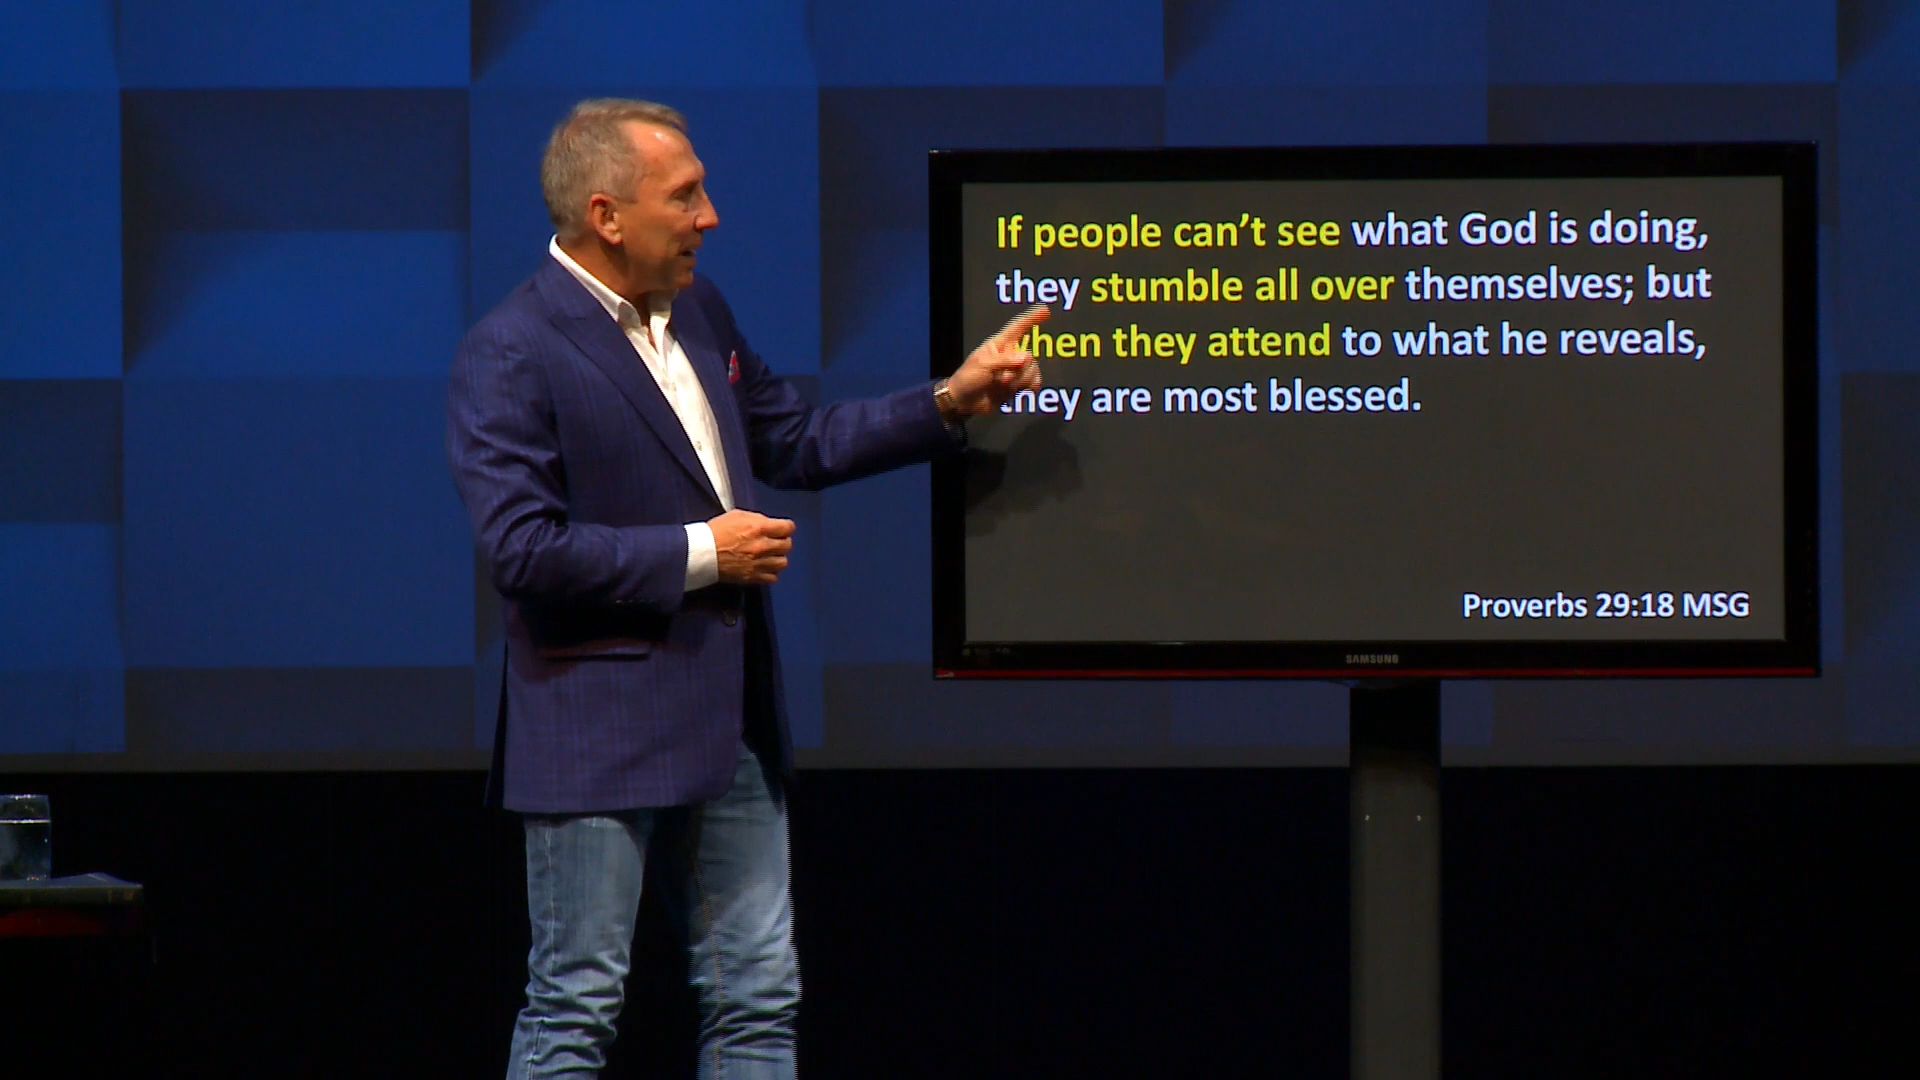 If people can't see what God is doing,
they stumble all over themselves; but
when they attend to what he reveals,
they are most blessed.
Proverbs 29:18 MSG
SAMSUNG